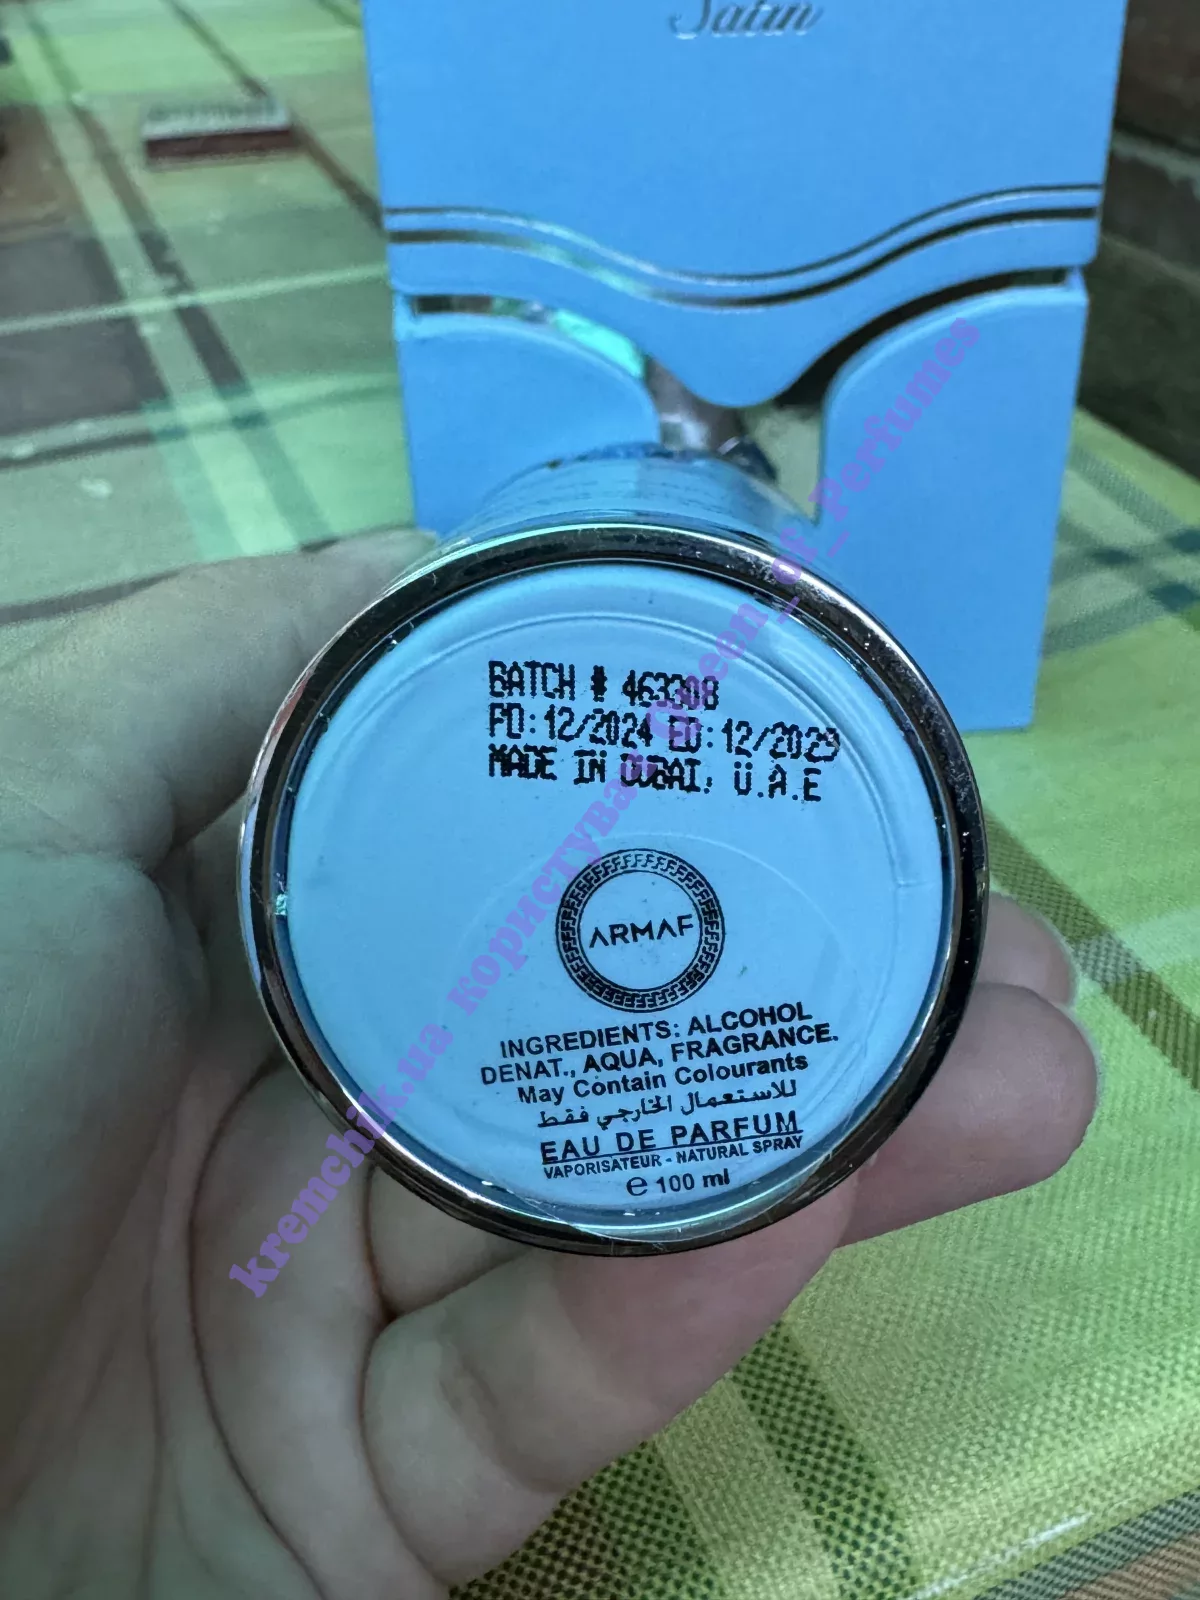 Satin
BATCH # 463308
PD:12/2024 ED:12/2029
MADE IN DUBAI, U.A.E
ARMAF
INGREDIENTS: ALCOHOL
DENAT., AQUA, FRAGRANCE.
May Contain Colourants
للاستعمال الخارجي فقط
EAU DE PARFUM
VAPORISATEUR - NATURAL SPRAY
℮ 100 ml
kremchik.ua користувач Queen_of_Perfumes